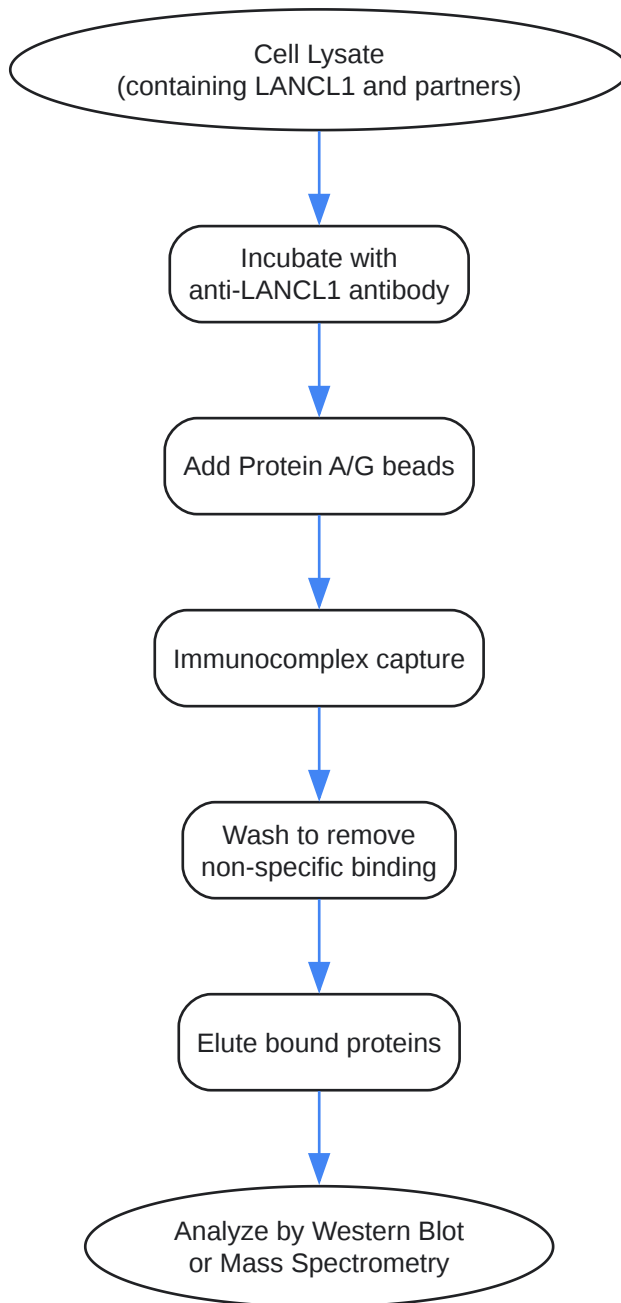 Cell Lysate
(containing LANCL1 and partners)
Incubate with
anti-LANCL1 antibody
Add Protein A/G beads
Immunocomplex capture
Wash to remove
non-specific binding
Elute bound proteins
Analyze by Western Blot
or Mass Spectrometry